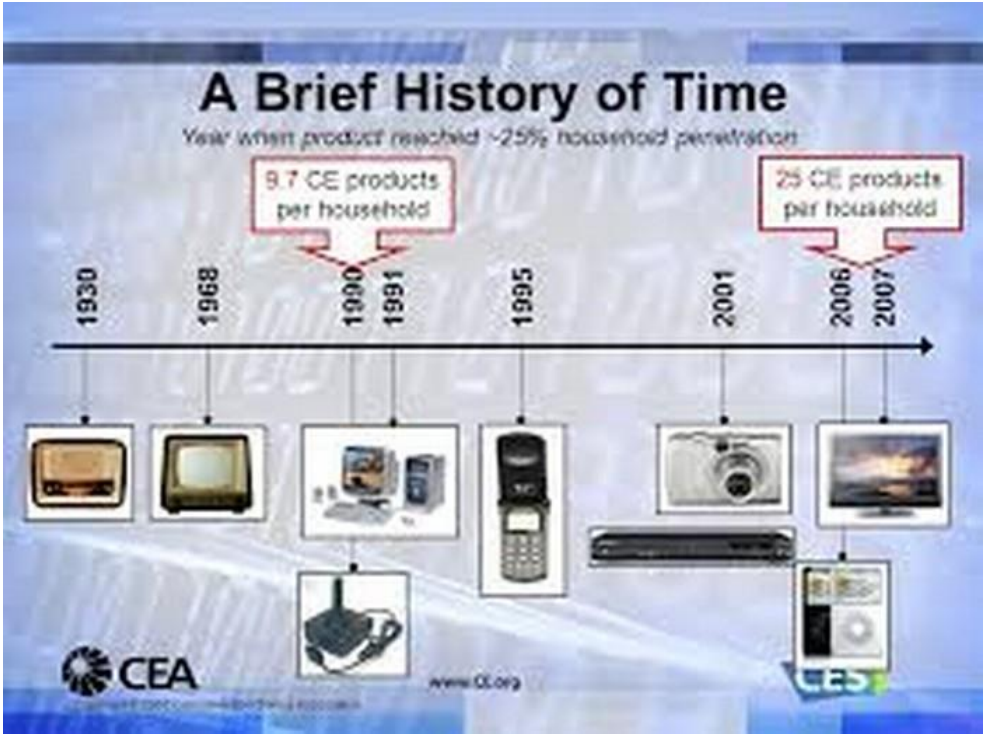 A Brief History of Time
Year when product reached ~25% household penetration
9.7 CE products
per household
25 CE products
per household
1930
1968
1990
1991
1995
2001
2006
2007
CEA
www.CE.org
CES